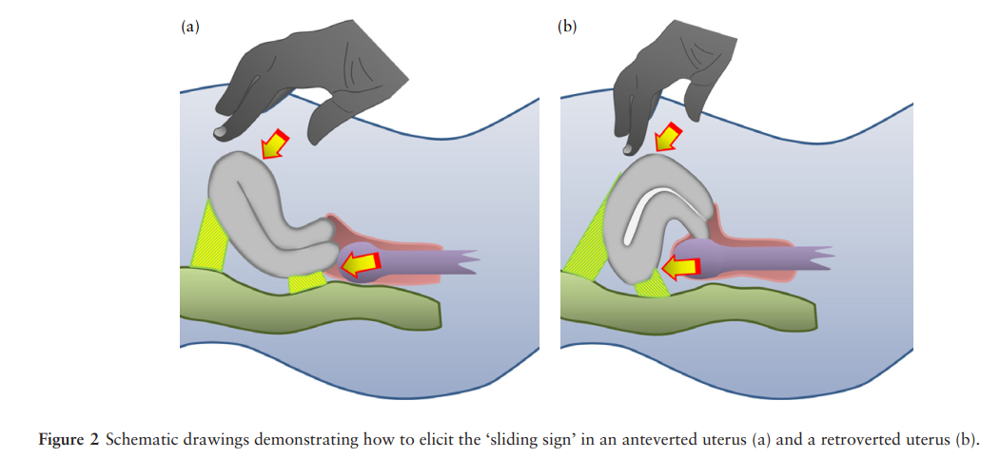 (a) (b)
Figure 2 Schematic drawings demonstrating how to elicit the ‘sliding sign’ in an anteverted uterus (a) and a retroverted uterus (b).